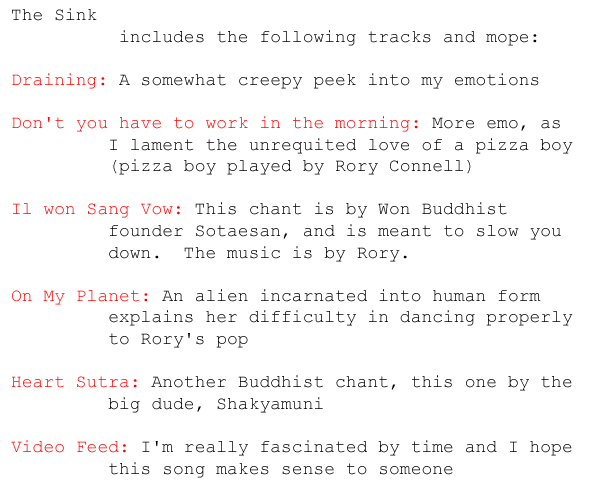 The Sink
includes the following tracks and mope:
Draining: A somewhat creepy peek into my emotions
Don't you have to work in the morning: More emo, as
I lament the unrequited love of a pizza boy
(pizza boy played by Rory Connell)
Il won Sang Vow: This chant is by Won Buddhist
founder Sotaesan, and is meant to slow you
down.  The music is by Rory.
On My Planet: An alien incarnated into human form
explains her difficulty in dancing properly
to Rory's pop
Heart Sutra: Another Buddhist chant, this one by the
big dude, Shakyamuni
Video Feed: I'm really fascinated by time and I hope
this song makes sense to someone